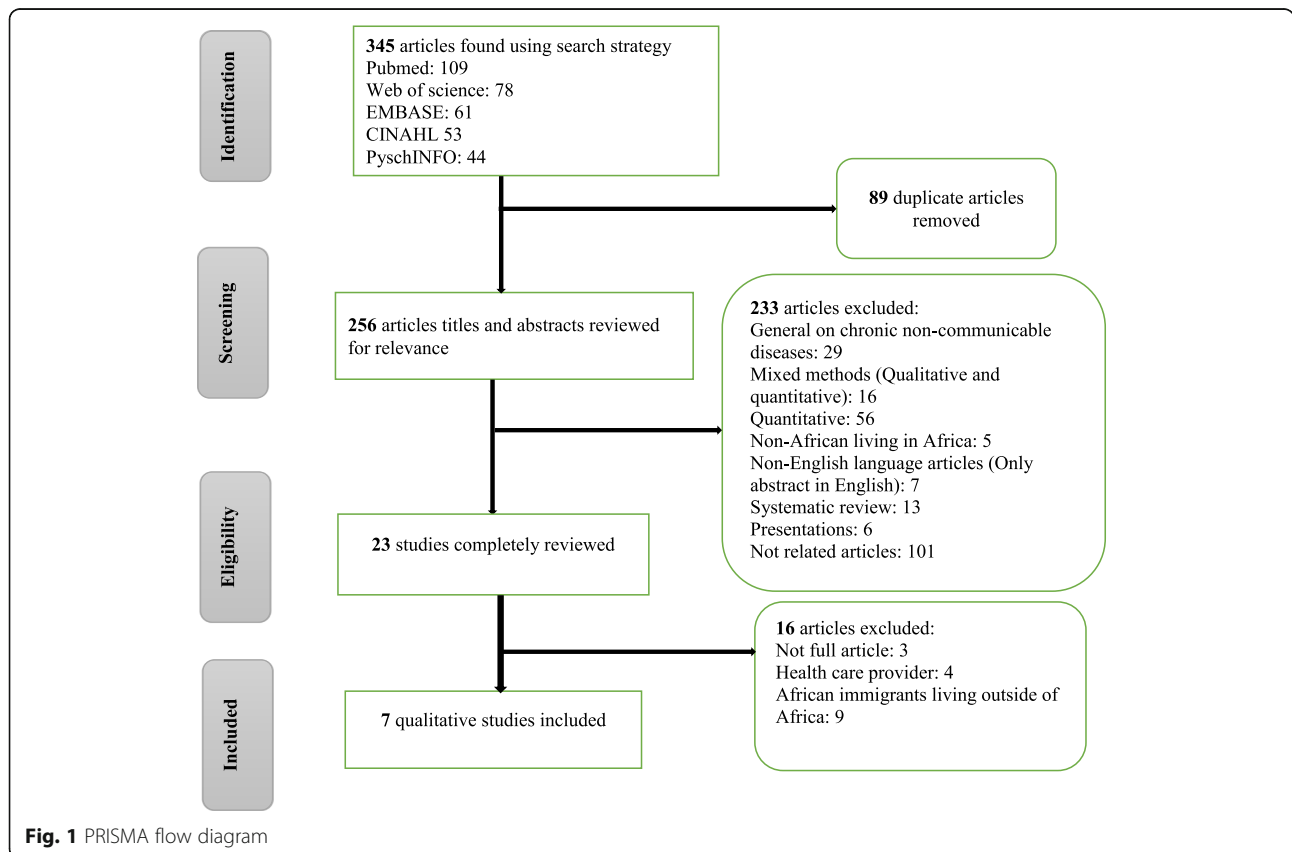 Identification
345 articles found using search strategy
Pubmed: 109
Web of science: 78
EMBASE: 61
CINAHL 53
PyschINFO: 44
89 duplicate articles
removed
Screening
256 articles titles and abstracts reviewed
for relevance
233 articles excluded:
General on chronic non-communicable
diseases: 29
Mixed methods (Qualitative and
quantitative): 16
Quantitative: 56
Non-African living in Africa: 5
Non-English language articles (Only
abstract in English): 7
Systematic review: 13
Presentations: 6
Not related articles: 101
Eligibility
23 studies completely reviewed
16 articles excluded:
Not full article: 3
Health care provider: 4
African immigrants living outside of
Africa: 9
Included
7 qualitative studies included
Fig. 1 PRISMA flow diagram